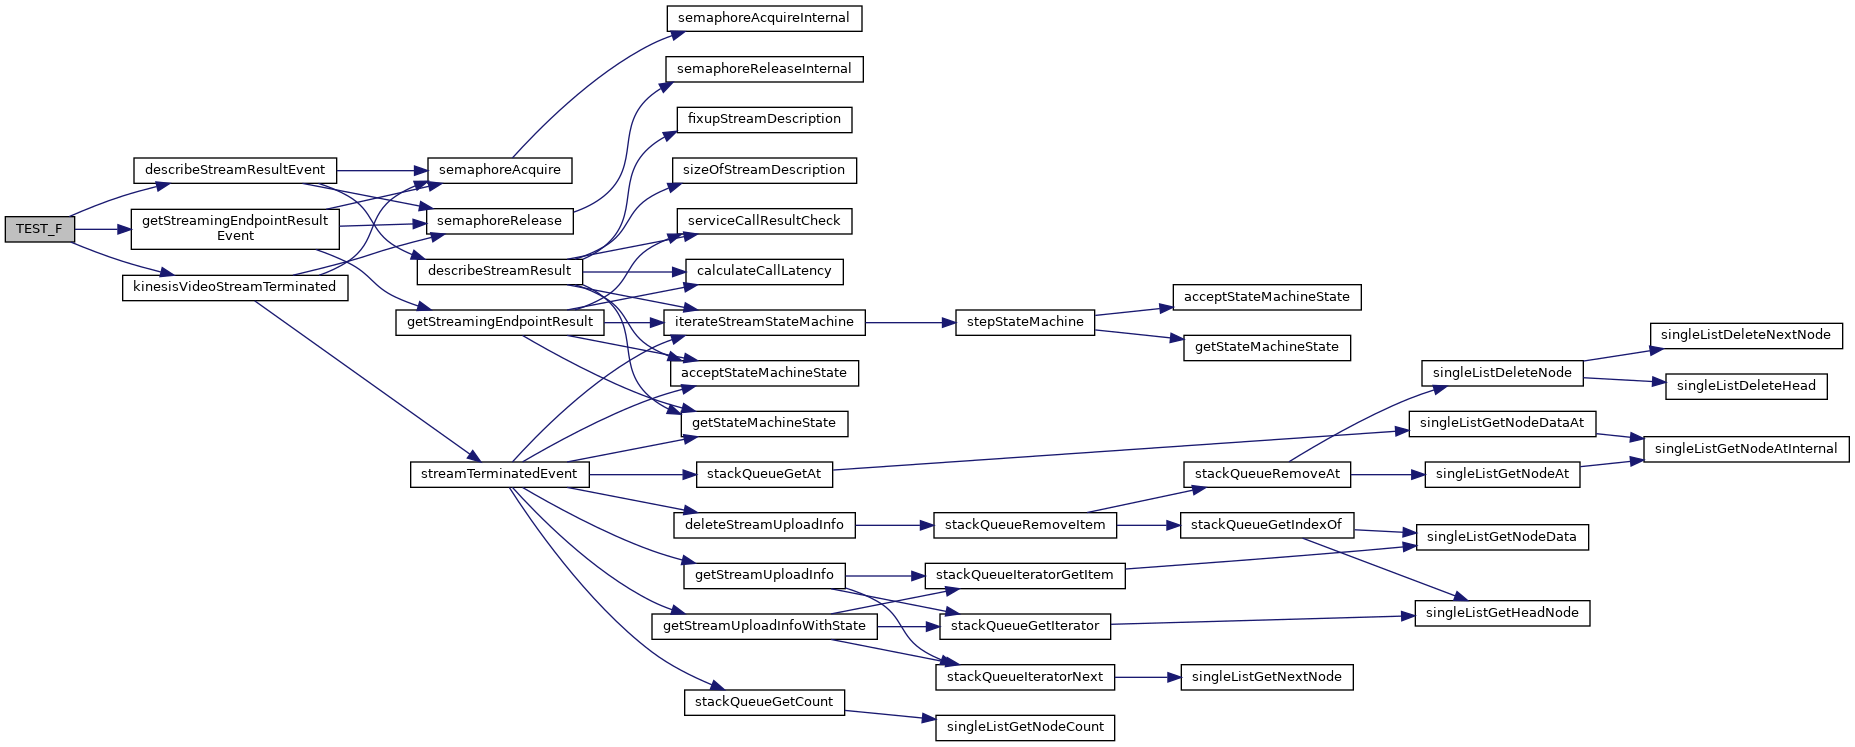 semaphoreAcquireInternal
semaphoreReleaseInternal
fixupStreamDescription
describeStreamResultEvent
semaphoreAcquire
sizeOfStreamDescription
getStreamingEndpointResult
Event
semaphoreRelease
serviceCallResultCheck
TEST_F
describeStreamResult
calculateCallLatency
kinesisVideoStreamTerminated
acceptStateMachineState
getStreamingEndpointResult
iterateStreamStateMachine
stepStateMachine
singleListDeleteNextNode
getStateMachineState
acceptStateMachineState
singleListDeleteNode
singleListDeleteHead
getStateMachineState
singleListGetNodeDataAt
singleListGetNodeAtInternal
streamTerminatedEvent
stackQueueGetAt
stackQueueRemoveAt
singleListGetNodeAt
deleteStreamUploadInfo
stackQueueRemoveItem
stackQueueGetIndexOf
singleListGetNodeData
getStreamUploadInfo
stackQueueIteratorGetItem
singleListGetHeadNode
getStreamUploadInfoWithState
stackQueueGetIterator
stackQueueIteratorNext
singleListGetNextNode
stackQueueGetCount
singleListGetNodeCount